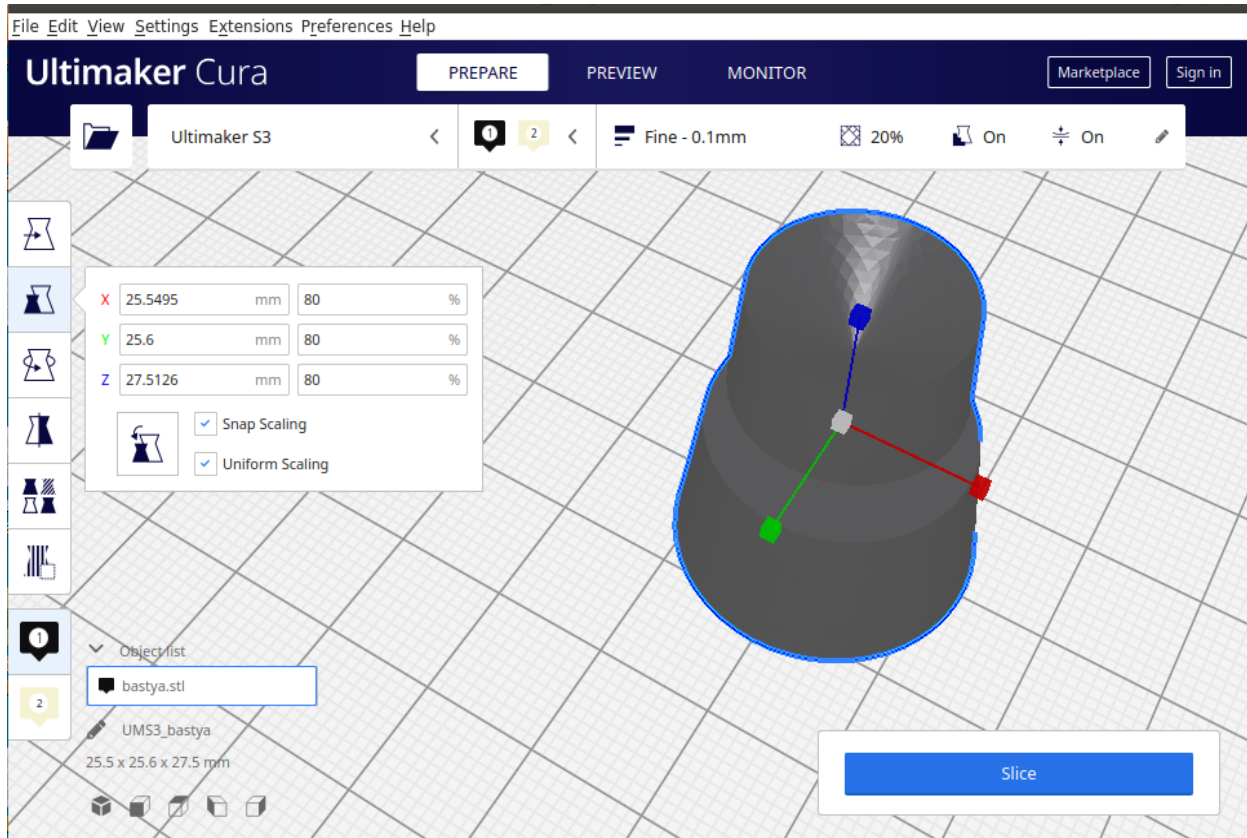 File Edit View Settings Extensions Preferences Help
Ultimaker Cura
PREPARE
PREVIEW
MONITOR
Marketplace
Sign in
Ultimaker S3
1
2
Fine - 0.1mm
20%
On
On
X 25.5495 mm 80 %
Y 25.6 mm 80 %
Z 27.5126 mm 80 %
Snap Scaling
Uniform Scaling
1
2
Object list
bastya.stl
UMS3_bastya
25.5 x 25.6 x 27.5 mm
Slice